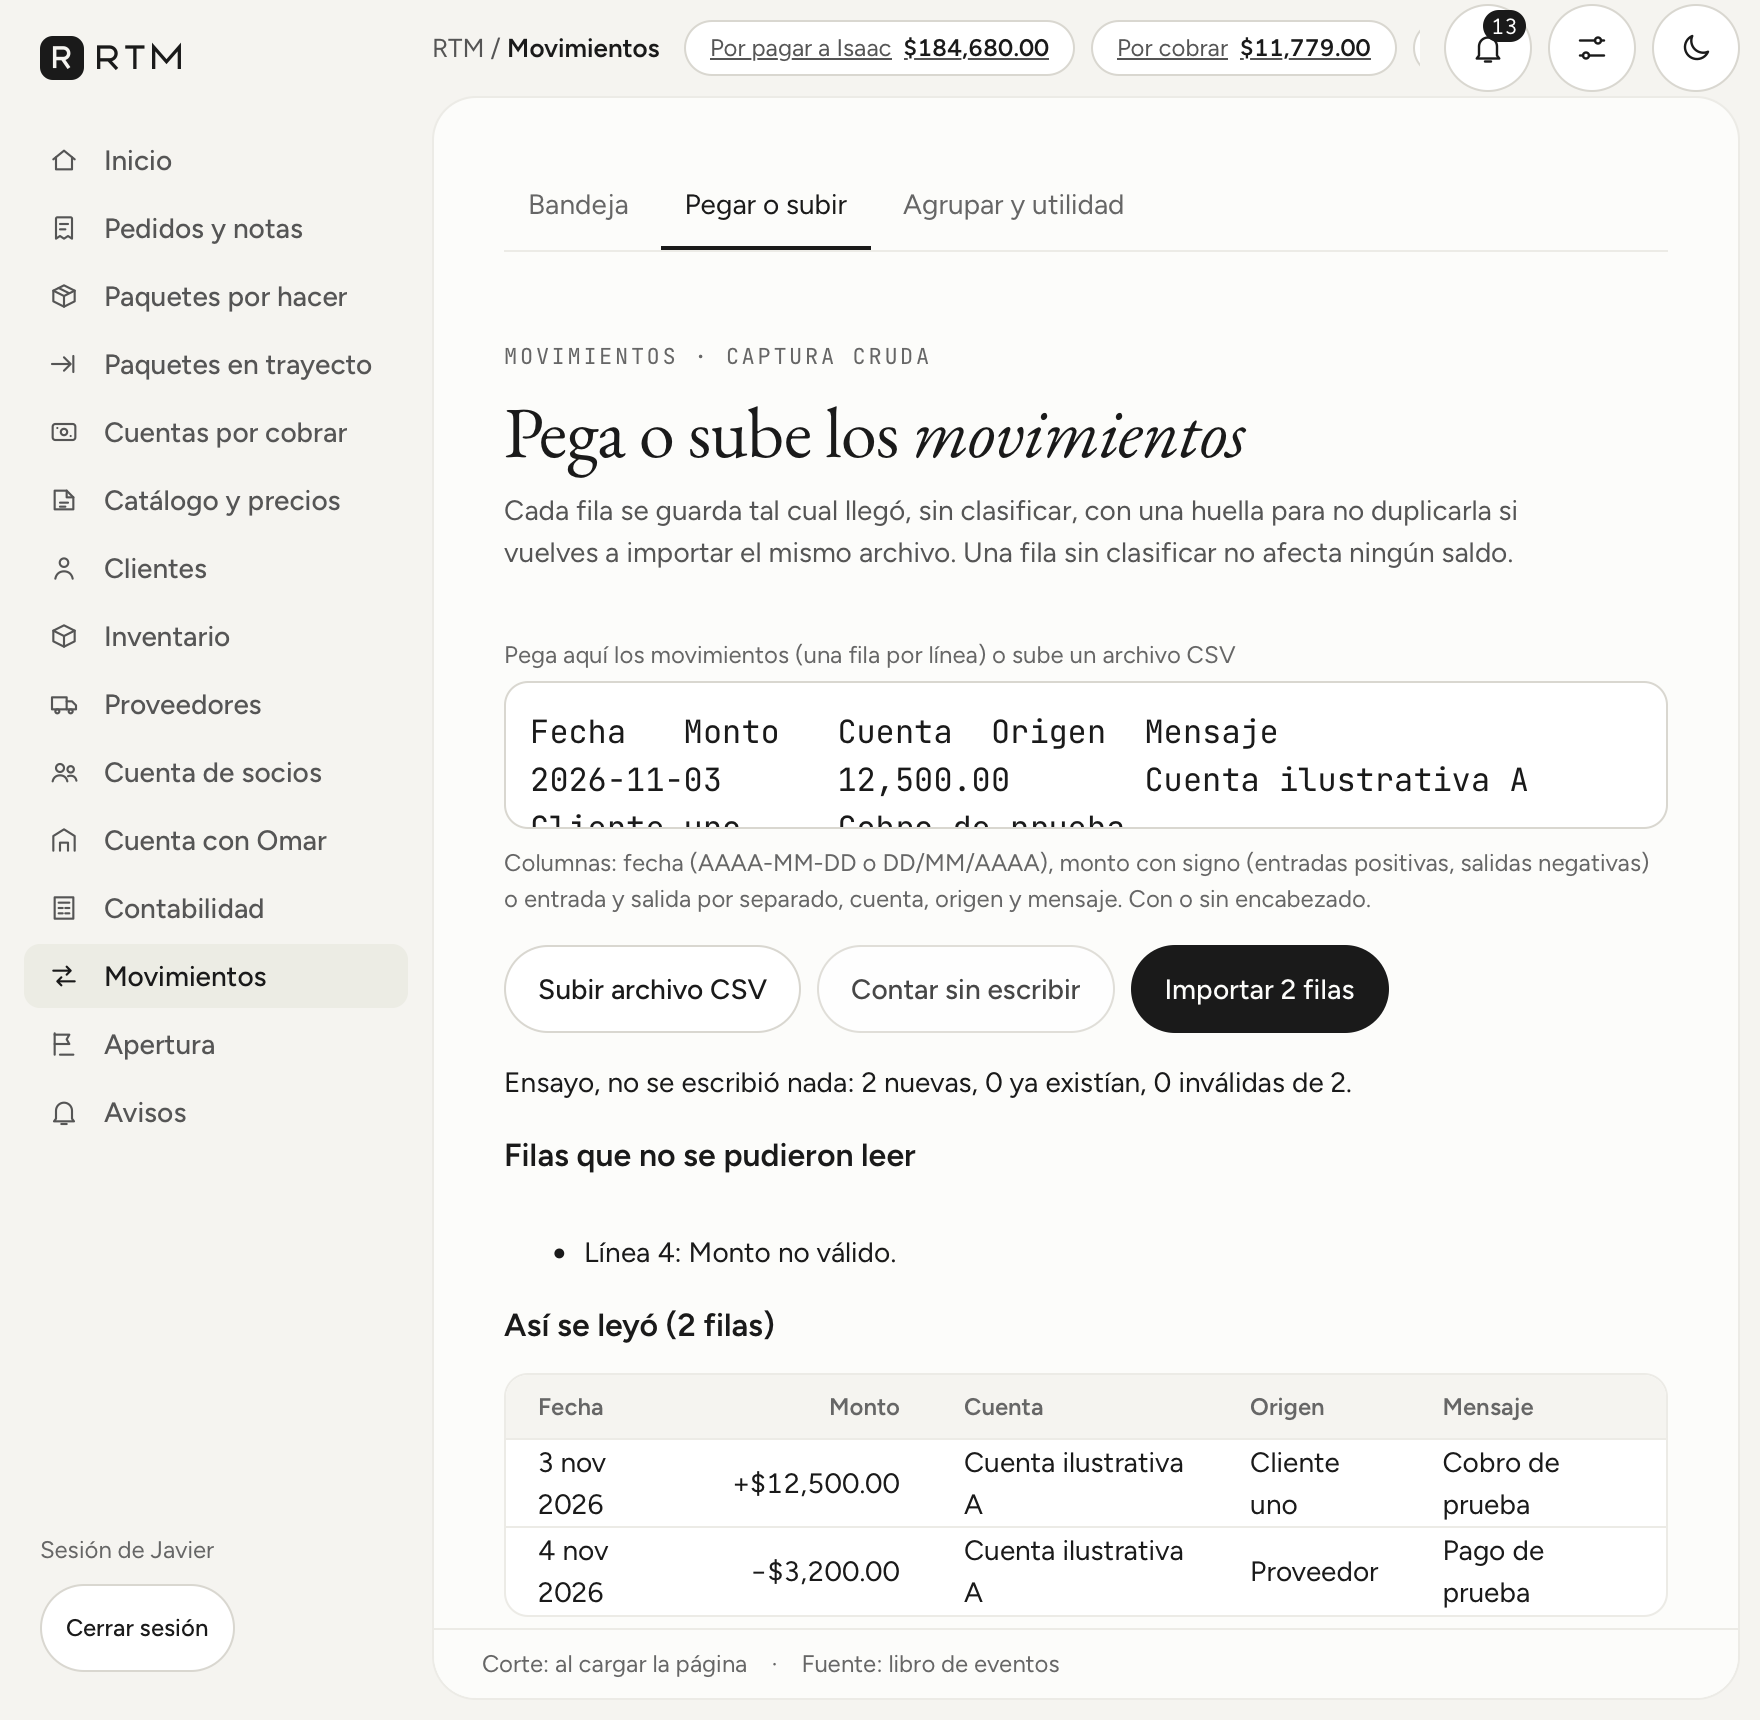 R RTM
Inicio
Pedidos y notas
Paquetes por hacer
Paquetes en trayecto
Cuentas por cobrar
Catálogo y precios
Clientes
Inventario
Proveedores
Cuenta de socios
Cuenta con Omar
Contabilidad
Movimientos
Apertura
Avisos
Sesión de Javier
Cerrar sesión
RTM / Movimientos
Por pagar a Isaac $184,680.00
Por cobrar $11,779.00
13
Bandeja Pegar o subir Agrupar y utilidad
MOVIMIENTOS · CAPTURA CRUDA
Pega o sube los movimientos
Cada fila se guarda tal cual llegó, sin clasificar, con una huella para no duplicarla si
vuelves a importar el mismo archivo. Una fila sin clasificar no afecta ningún saldo.
Pega aquí los movimientos (una fila por línea) o sube un archivo CSV
Fecha Monto Cuenta Origen Mensaje
2026-11-03 12,500.00 Cuenta ilustrativa A
Cliente uno Cobro de prueba
Columnas: fecha (AAAA-MM-DD o DD/MM/AAAA), monto con signo (entradas positivas, salidas negativas)
o entrada y salida por separado, cuenta, origen y mensaje. Con o sin encabezado.
Subir archivo CSV Contar sin escribir Importar 2 filas
Ensayo, no se escribió nada: 2 nuevas, 0 ya existían, 0 inválidas de 2.
Filas que no se pudieron leer
• Línea 4: Monto no válido.
Así se leyó (2 filas)
Fecha Monto Cuenta Origen Mensaje
3 nov 2026 +$12,500.00 Cuenta ilustrativa A Cliente uno Cobro de prueba
4 nov 2026 -$3,200.00 Cuenta ilustrativa A Proveedor Pago de prueba
Corte: al cargar la página · Fuente: libro de eventos